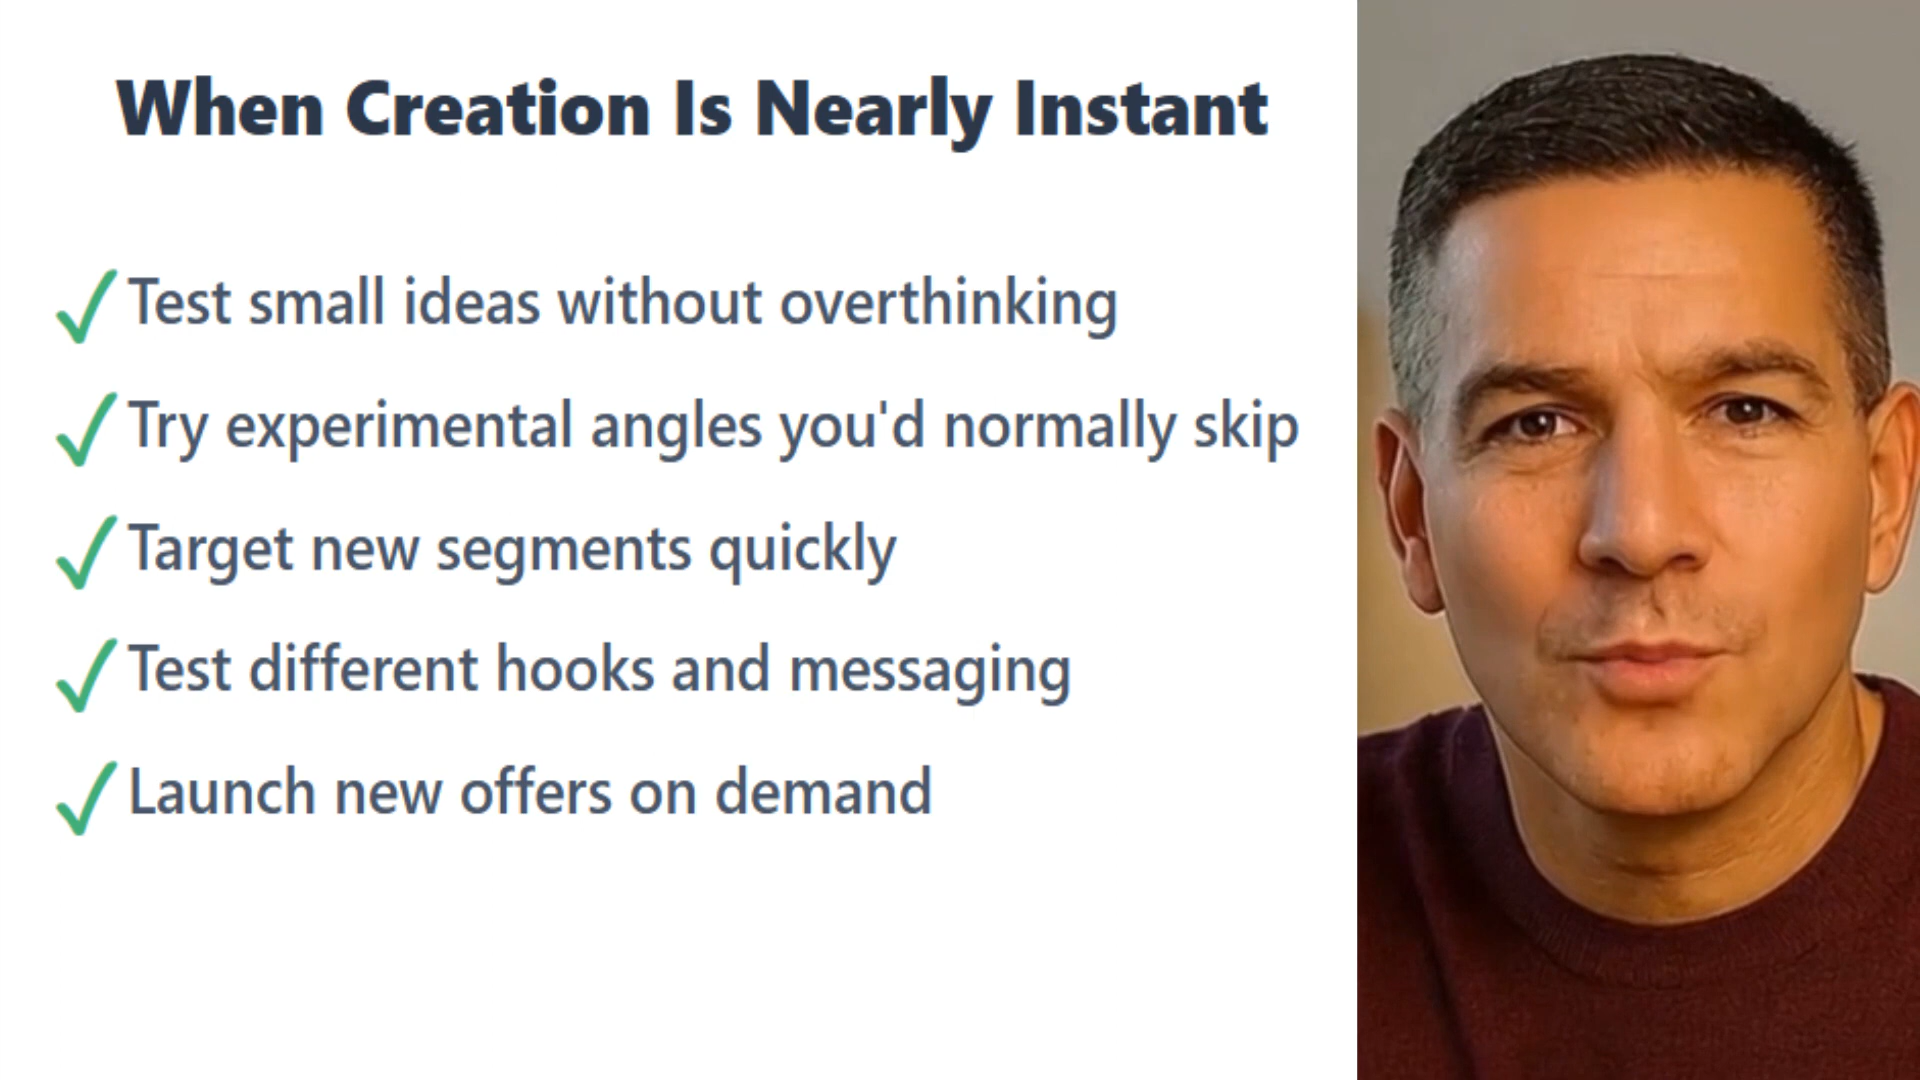 When Creation Is Nearly Instant
Test small ideas without overthinking
Try experimental angles you'd normally skip
Target new segments quickly
Test different hooks and messaging
Launch new offers on demand